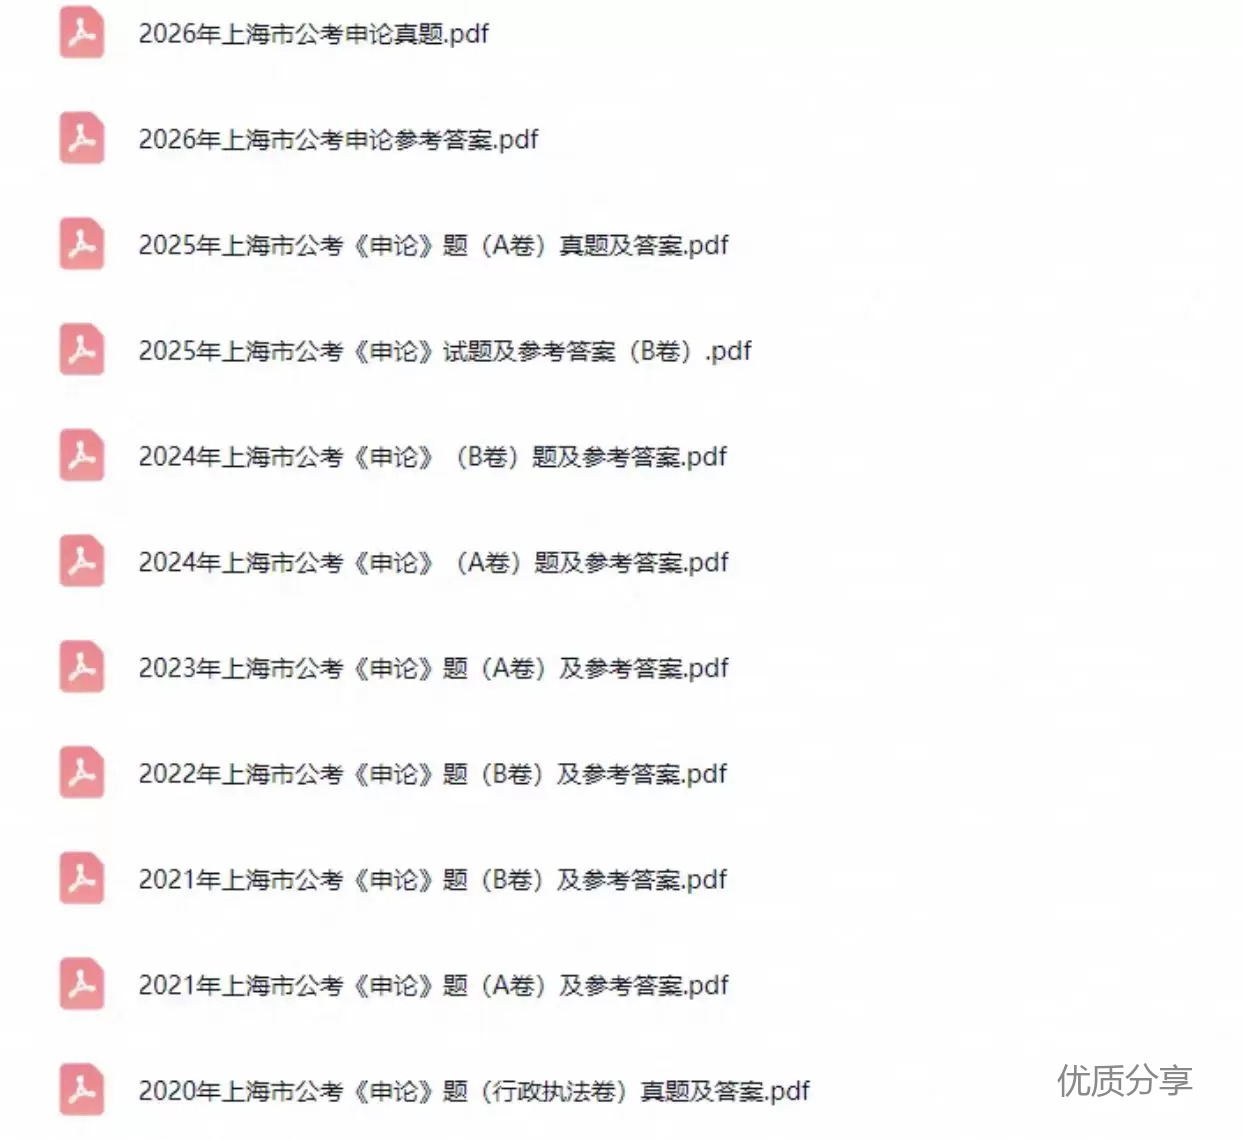 2026年上海市公考申论真题.pdf
2026年上海市公考申论参考答案.pdf
2025年上海市公考《申论》题（A卷）真题及答案.pdf
2025年上海市公考《申论》试题及参考答案（B卷）.pdf
2024年上海市公考《申论》（B卷）题及参考答案.pdf
2024年上海市公考《申论》（A卷）题及参考答案.pdf
2023年上海市公考《申论》题（A卷）及参考答案.pdf
2022年上海市公考《申论》题（B卷）及参考答案.pdf
2021年上海市公考《申论》题（B卷）及参考答案.pdf
2021年上海市公考《申论》题（A卷）及参考答案.pdf
2020年上海市公考《申论》题（行政执法卷）真题及答案.pdf
优质分享